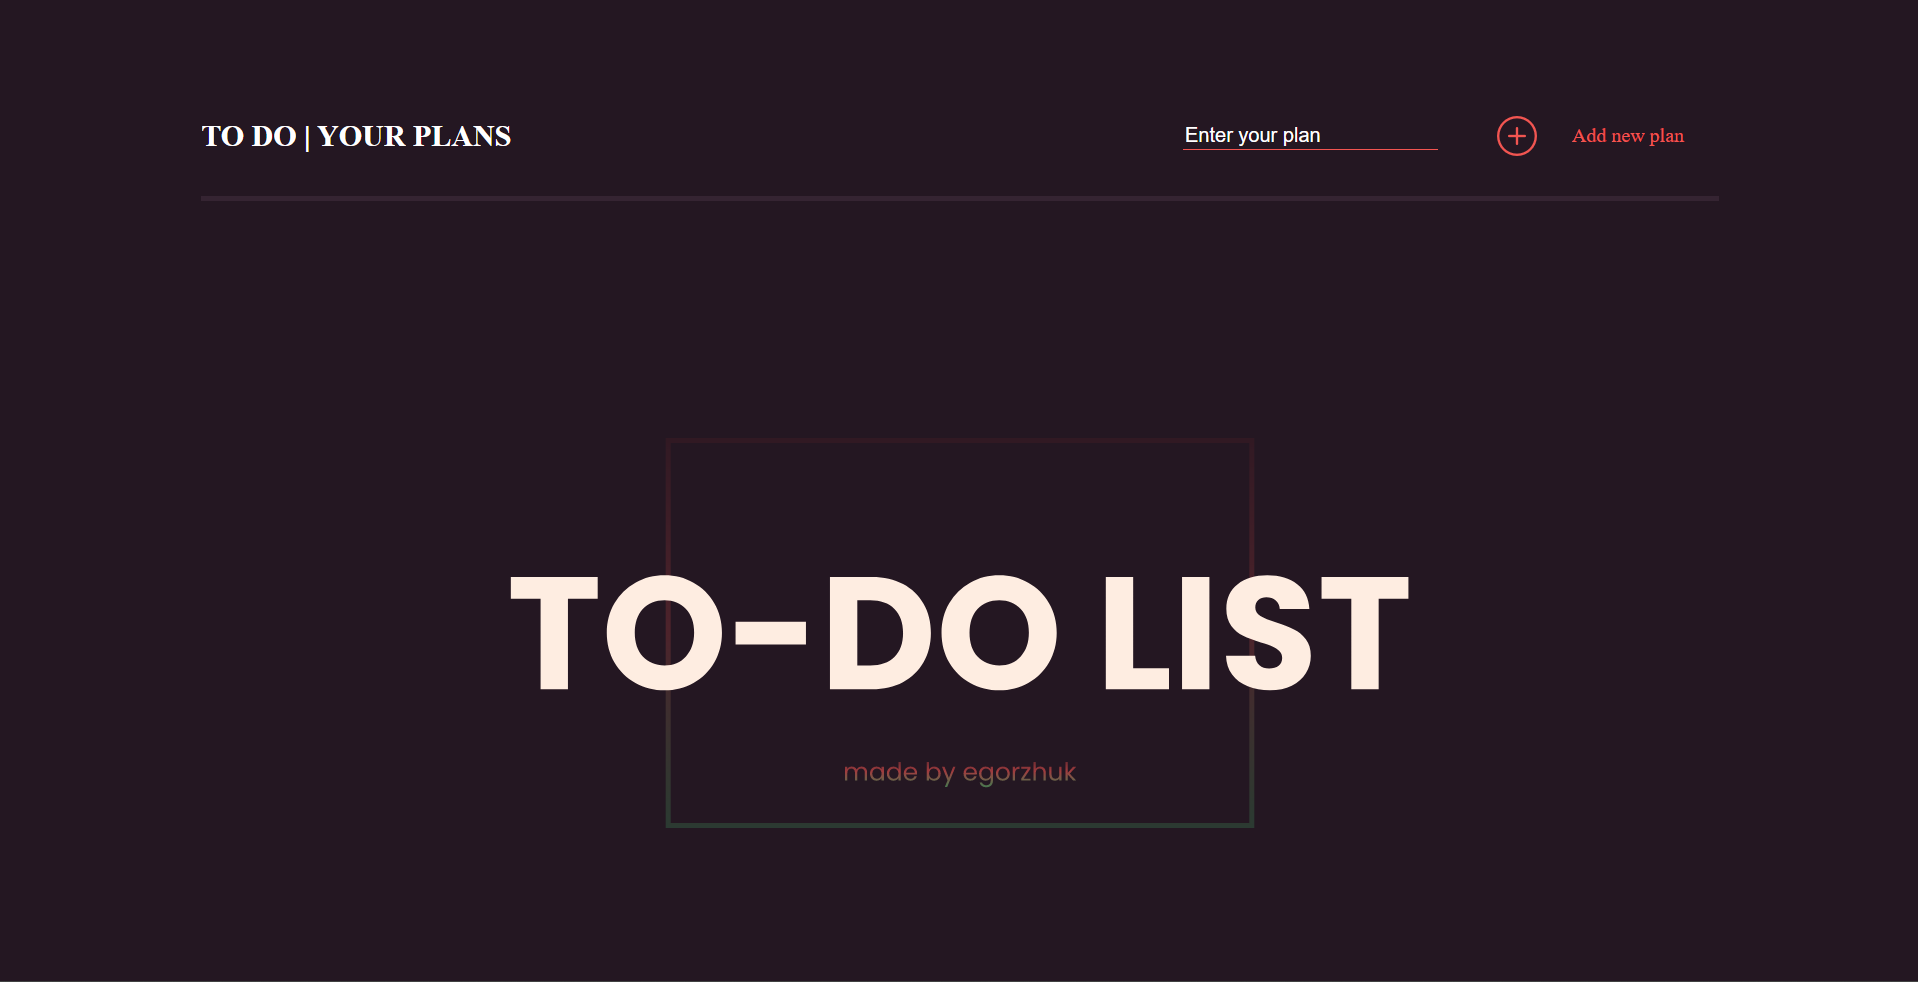 TO DO | YOUR PLANS
Enter your plan
Add new plan
TO-DO LIST
made by egorzhuk